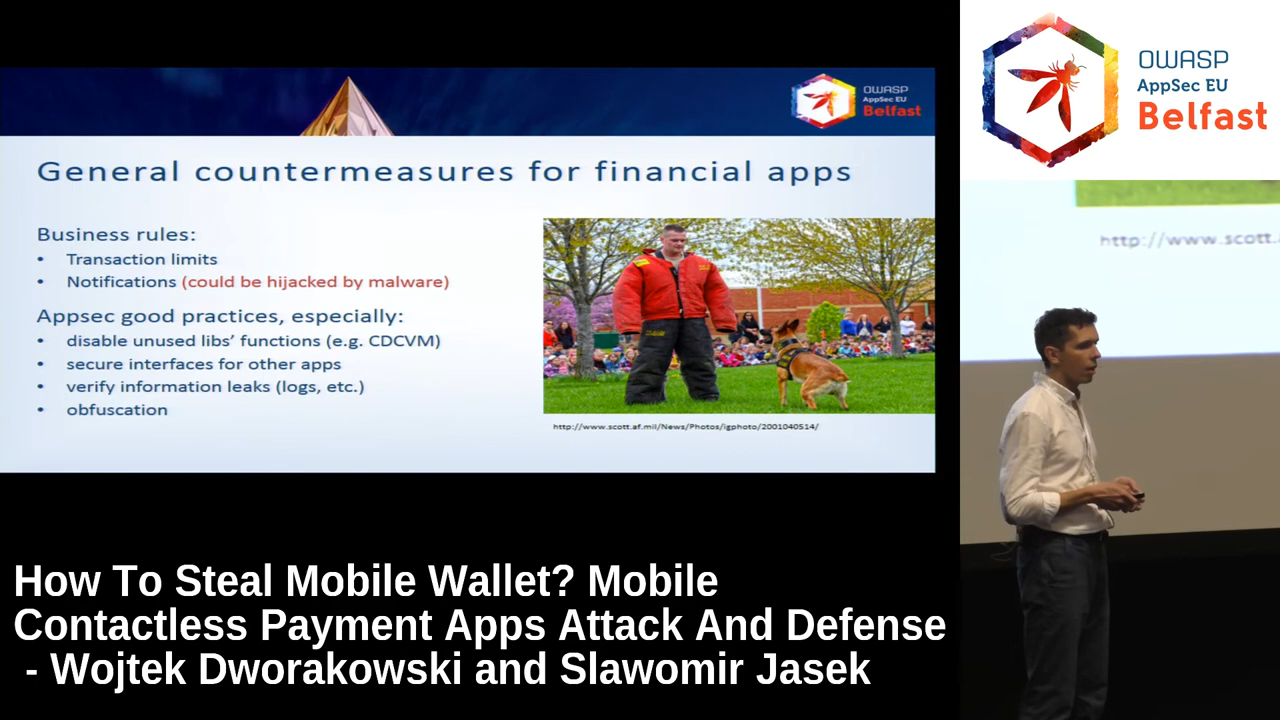 OWASP
AppSec EU
Belfast
General countermeasures for financial apps
Business rules:
• Transaction limits
• Notifications (could be hijacked by malware)
Appsec good practices, especially:
• disable unused libs' functions (e.g. CDCVM)
• secure interfaces for other apps
• verify information leaks (logs, etc.)
• obfuscation
http://www.scott.af.mil/News/Photos/igphoto/2001040514/
OWASP
AppSec EU
Belfast
http://www.scott.
How To Steal Mobile Wallet? Mobile
Contactless Payment Apps Attack And Defense
- Wojtek Dworakowski and Slawomir Jasek